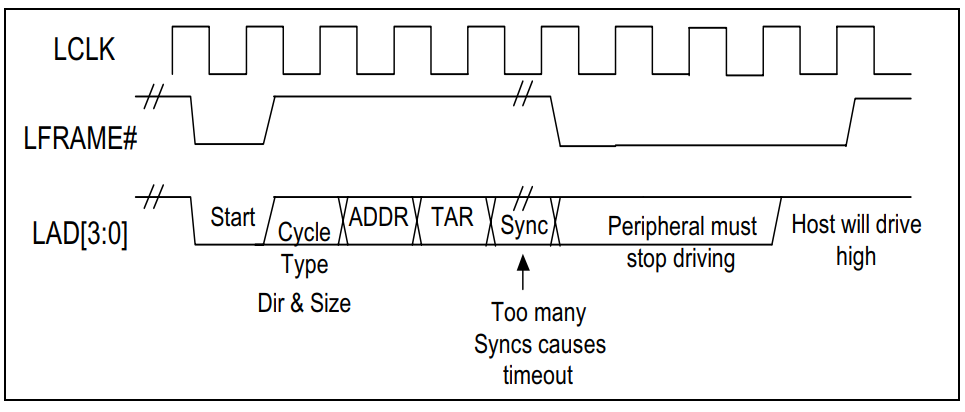 LCLK
LFRAME#
LAD[3:0]
Start
Cycle
Type
Dir & Size
ADDR
TAR
Sync
Too many
Syncs causes
timeout
Peripheral must
stop driving
Host will drive
high